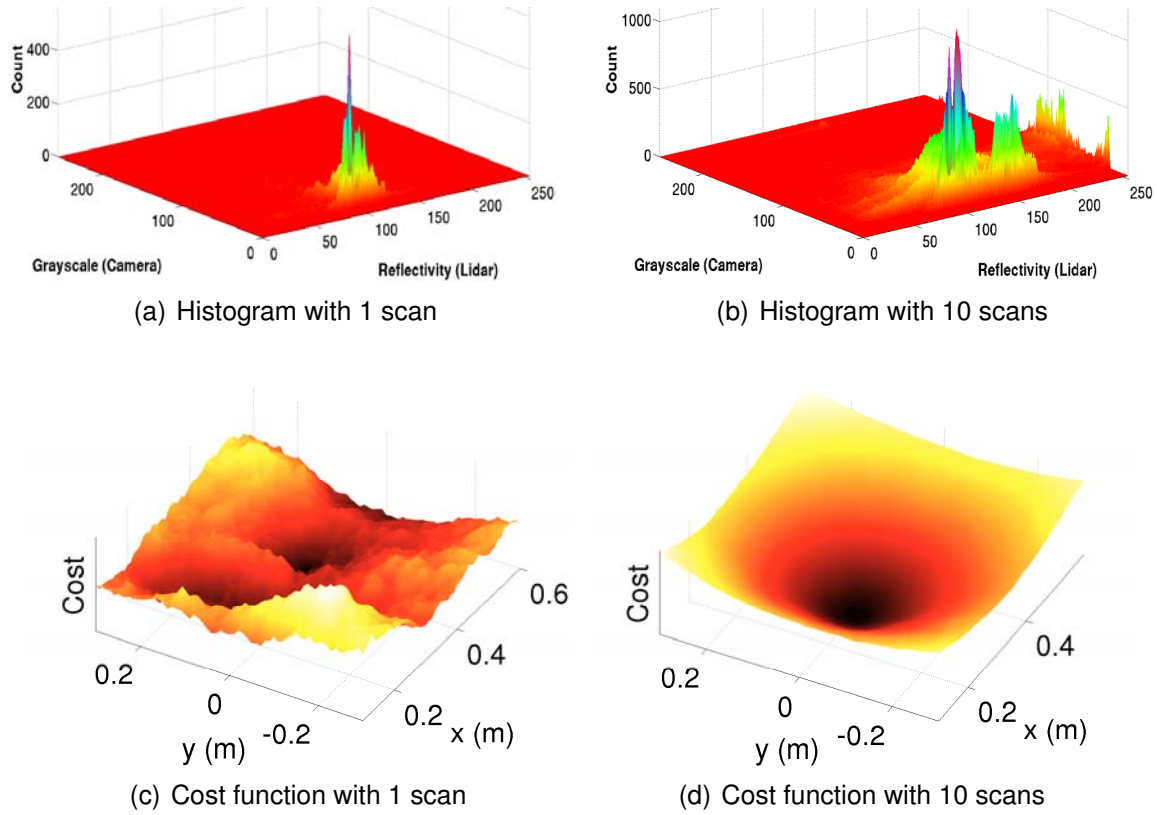 Count
400
200
0
200
100
0
0
50
100
150
200
250
Grayscale (Camera)
Reflectivity (Lidar)
(a) Histogram with 1 scan
Count
1000
500
0
200
100
0
0
50
100
150
200
250
Grayscale (Camera)
Reflectivity (Lidar)
(b) Histogram with 10 scans
Cost
0.2
0
-0.2
y (m)
0.2
0.4
0.6
x (m)
(c) Cost function with 1 scan
Cost
0.2
0
-0.2
y (m)
0.2
0.4
x (m)
(d) Cost function with 10 scans